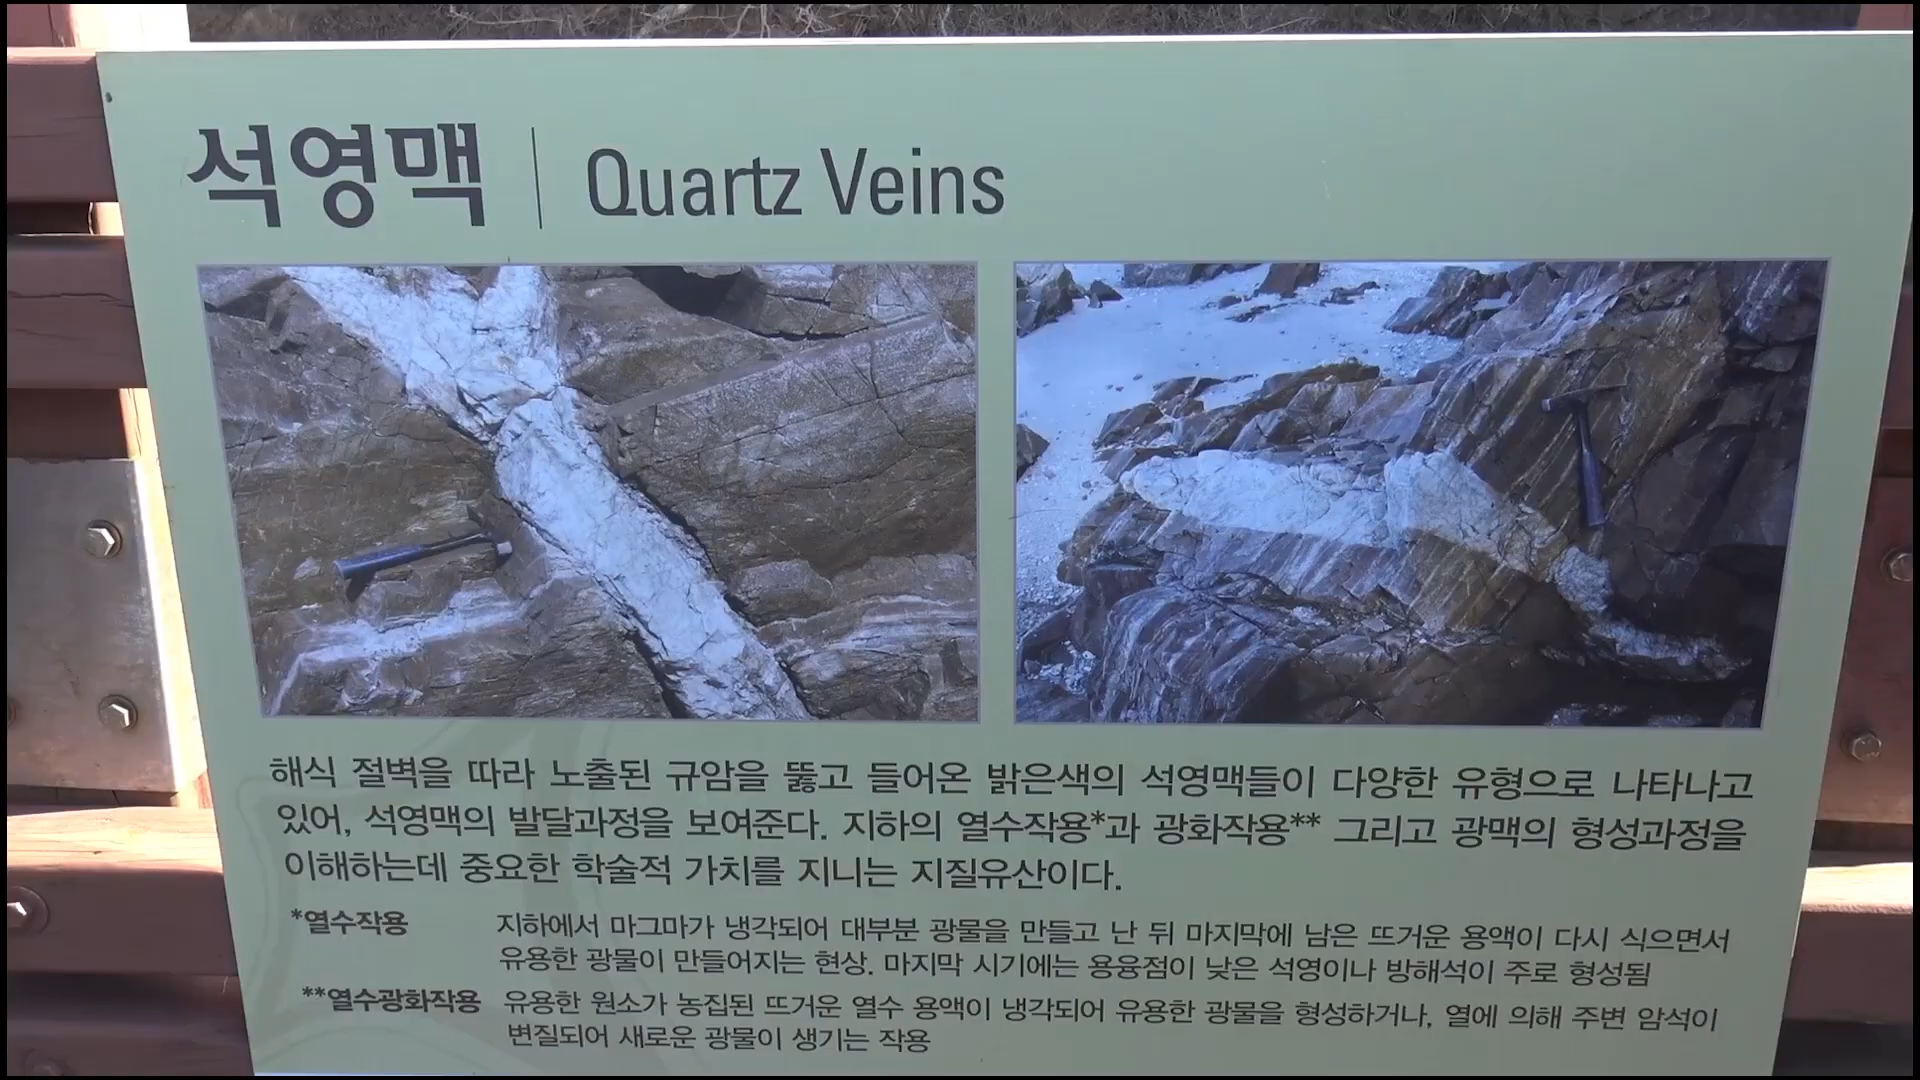 석영맥 | Quartz Veins
해식 절벽을 따라 노출된 규암을 뚫고 들어온 밝은색의 석영맥들이 다양한 유형으로 나타나고
있어, 석영맥의 발달과정을 보여준다. 지하의 열수작용*과 광화작용** 그리고 광맥의 형성과정을
이해하는데 중요한 학술적 가치를 지니는 지질유산이다.
*열수작용 지하에서 마그마가 냉각되어 대부분 광물을 만들고 난 뒤 마지막에 남은 뜨거운 용액이 다시 식으면서
유용한 광물이 만들어지는 현상. 마지막 시기에는 용융점이 낮은 석영이나 방해석이 주로 형성됨
**열수광화작용 유용한 원소가 농집된 뜨거운 열수 용액이 냉각되어 유용한 광물을 형성하거나, 열에 의해 주변 암석이
변질되어 새로운 광물이 생기는 작용